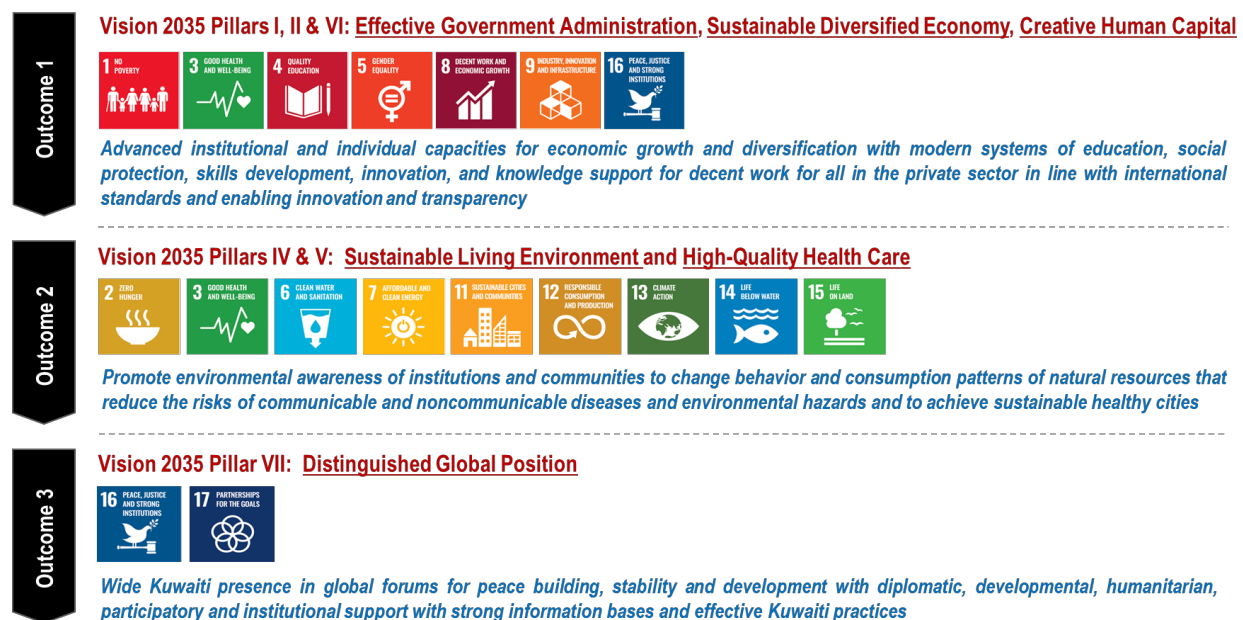 Outcome 1
Vision 2035 Pillars I, II & VI: Effective Government Administration, Sustainable Diversified Economy, Creative Human Capital
1 NO
POVERTY
3 GOOD HEALTH
AND WELL-BEING
4 QUALITY
EDUCATION
5 GENDER
EQUALITY
8 DECENT WORK AND
ECONOMIC GROWTH
9 INDUSTRY, INNOVATION
AND INFRASTRUCTURE
16 PEACE, JUSTICE
AND STRONG
INSTITUTIONS
Advanced institutional and individual capacities for economic growth and diversification with modern systems of education, social
protection, skills development, innovation, and knowledge support for decent work for all in the private sector in line with international
standards and enabling innovation and transparency
Outcome 2
Vision 2035 Pillars IV & V: Sustainable Living Environment and High-Quality Health Care
2 ZERO
HUNGER
3 GOOD HEALTH
AND WELL-BEING
6 CLEAN WATER
AND SANITATION
7 AFFORDABLE AND
CLEAN ENERGY
11 SUSTAINABLE CITIES
AND COMMUNITIES
12 RESPONSIBLE
CONSUMPTION
AND PRODUCTION
13 CLIMATE
ACTION
14 LIFE
BELOW WATER
15 LIFE
ON LAND
Promote environmental awareness of institutions and communities to change behavior and consumption patterns of natural resources that
reduce the risks of communicable and noncommunicable diseases and environmental hazards and to achieve sustainable healthy cities
Outcome 3
Vision 2035 Pillar VII: Distinguished Global Position
16 PEACE, JUSTICE
AND STRONG
INSTITUTIONS
17 PARTNERSHIPS
FOR THE GOALS
Wide Kuwaiti presence in global forums for peace building, stability and development with diplomatic, developmental, humanitarian,
participatory and institutional support with strong information bases and effective Kuwaiti practices